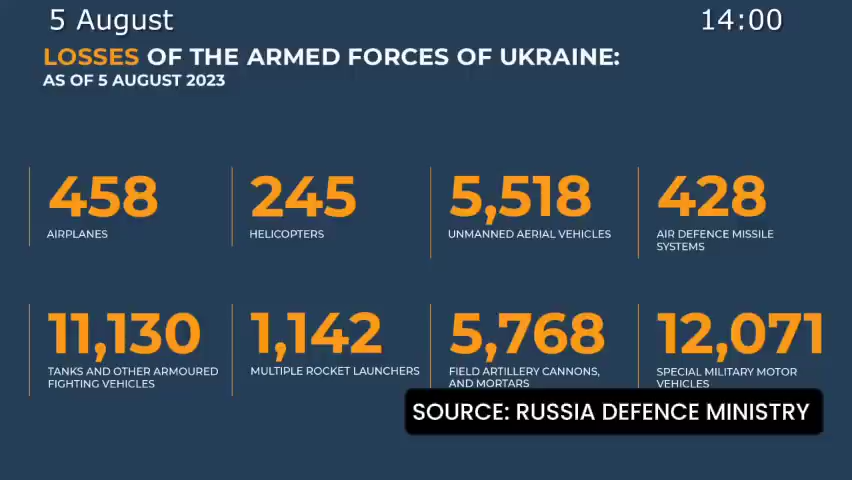 5 August
14:00
LOSSES OF THE ARMED FORCES OF UKRAINE:
AS OF 5 AUGUST 2023
458
AIRPLANES
245
HELICOPTERS
5,518
UNMANNED AERIAL VEHICLES
428
AIR DEFENCE MISSILE
SYSTEMS
11,130
TANKS AND OTHER ARMOURED
FIGHTING VEHICLES
1,142
MULTIPLE ROCKET LAUNCHERS
5,768
FIELD ARTILLERY CANNONS,
AND MORTARS
12,071
SPECIAL MILITARY MOTOR
VEHICLES
SOURCE: RUSSIA DEFENCE MINISTRY